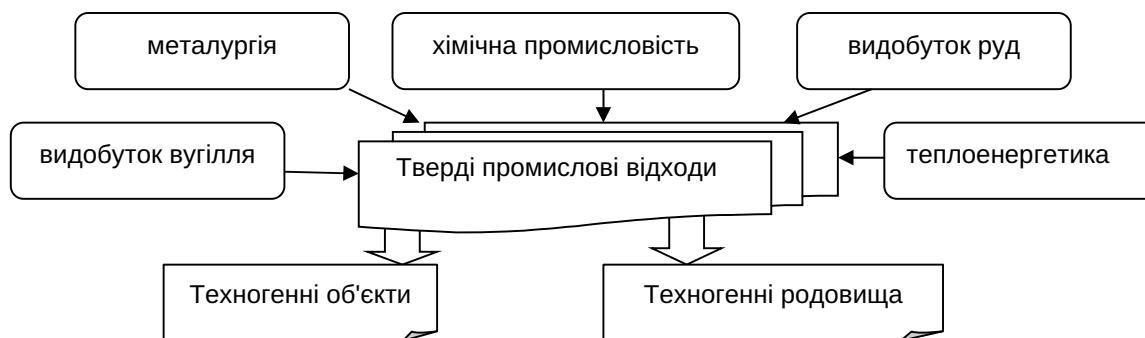 металургія
хімічна промисловість
видобуток руд
видобуток вугілля
Тверді промислові відходи
теплоенергетика
Техногенні об'єкти
Техногенні родовища